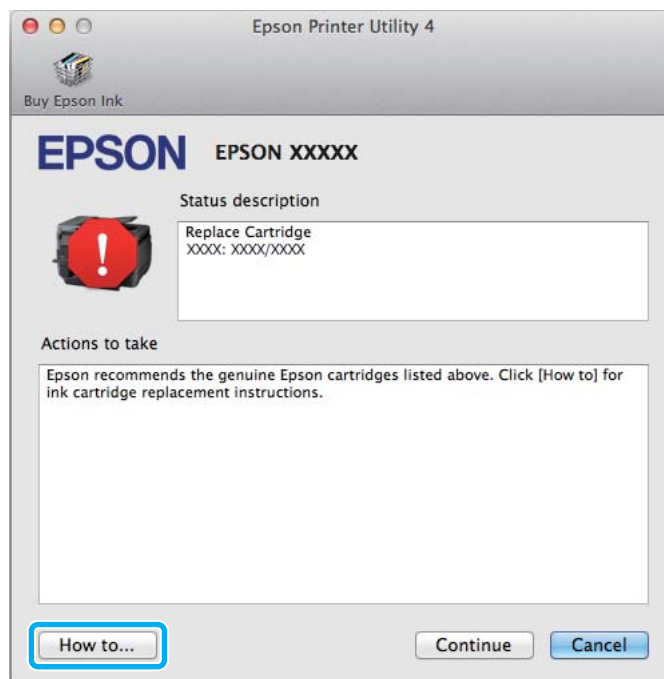 Epson Printer Utility 4
Buy Epson Ink
EPSON EPSON XXXXX
Status description
Replace Cartridge
XXXX: XXXX/XXXX
Actions to take
Epson recommends the genuine Epson cartridges listed above. Click [How to] for
ink cartridge replacement instructions.
How to... Continue Cancel